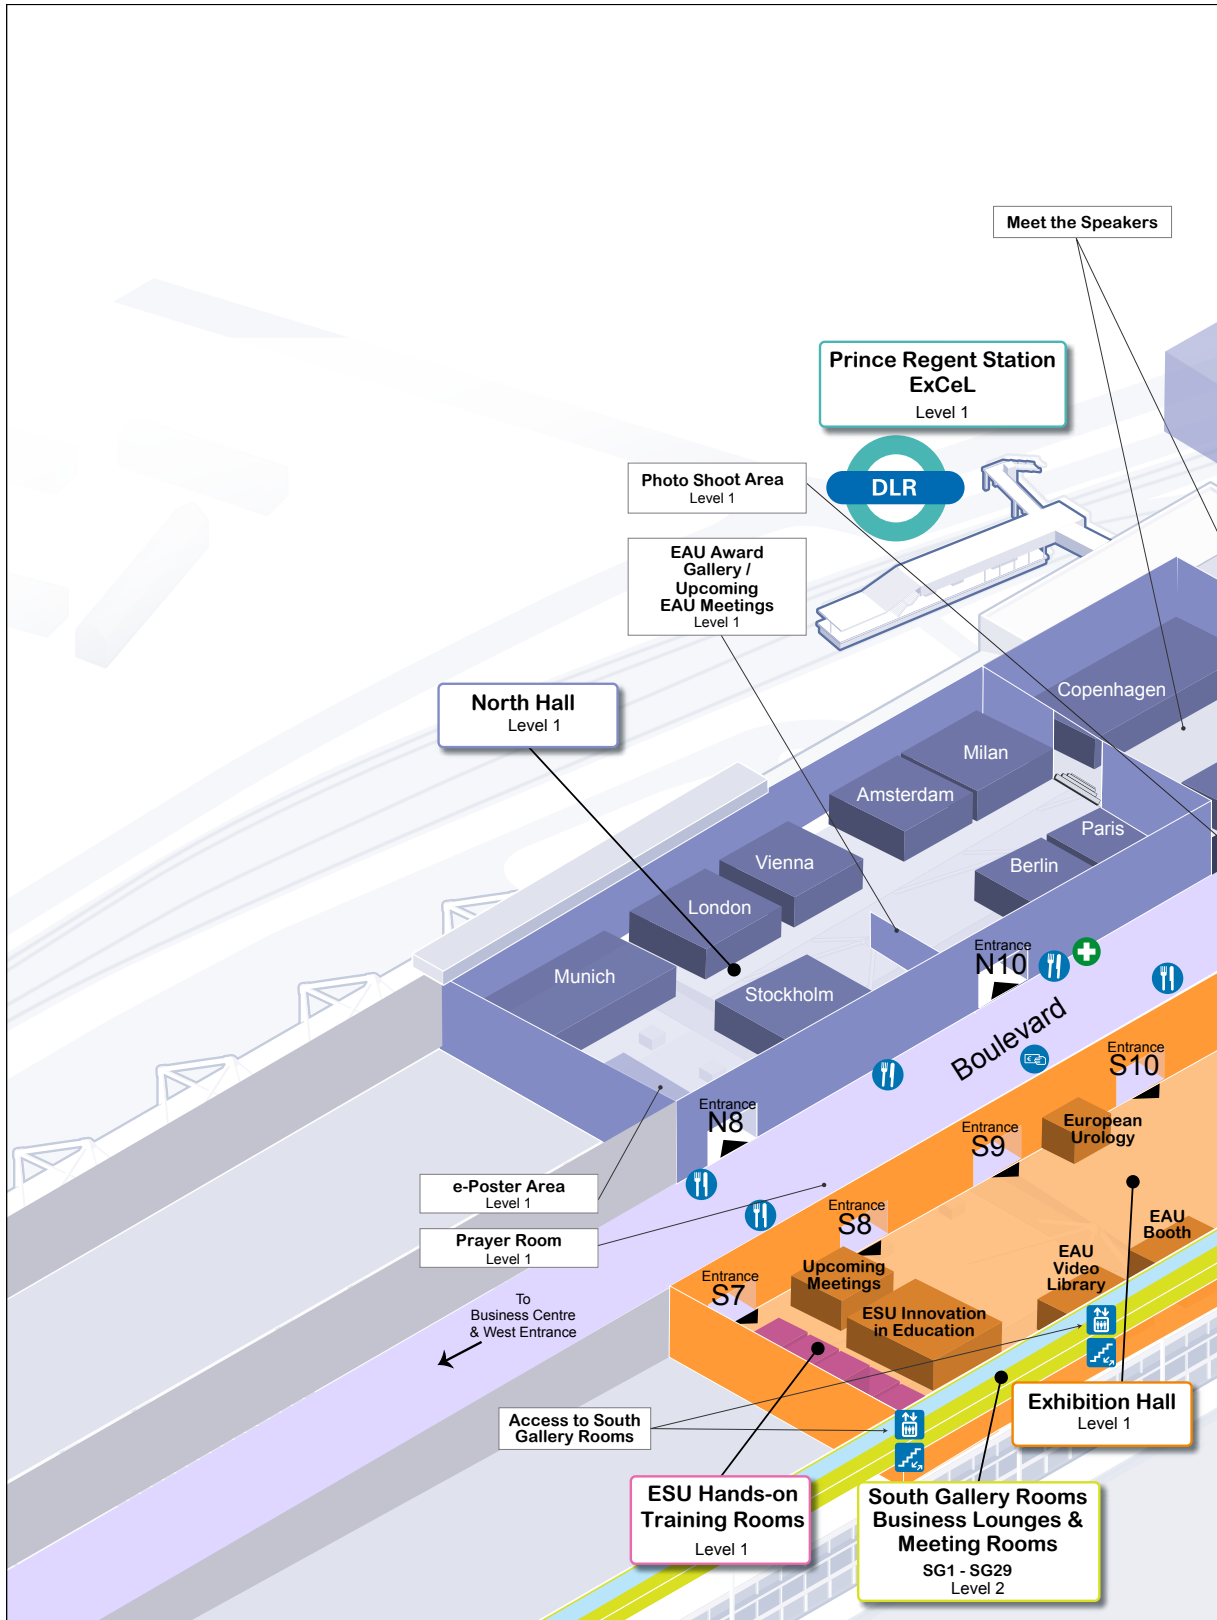 Meet the Speakers
Prince Regent Station
ExCeL
Level 1
DLR
Photo Shoot Area
Level 1
EAU Award
Gallery /
Upcoming
EAU Meetings
Level 1
North Hall
Level 1
Copenhagen
Milan
Amsterdam
Paris
Berlin
Vienna
London
Munich
Stockholm
Entrance
N10
Boulevard
Entrance
S10
Entrance
N8
Entrance
S9
European
Urology
e-Poster Area
Level 1
Prayer Room
Level 1
Entrance
S8
EAU
Booth
EAU
Video
Library
Upcoming
Meetings
Entrance
S7
ESU Innovation
in Education
To
Business Centre
& West Entrance
Access to South
Gallery Rooms
Exhibition Hall
Level 1
ESU Hands-on
Training Rooms
Level 1
South Gallery Rooms
Business Lounges &
Meeting Rooms
SG1 - SG29
Level 2